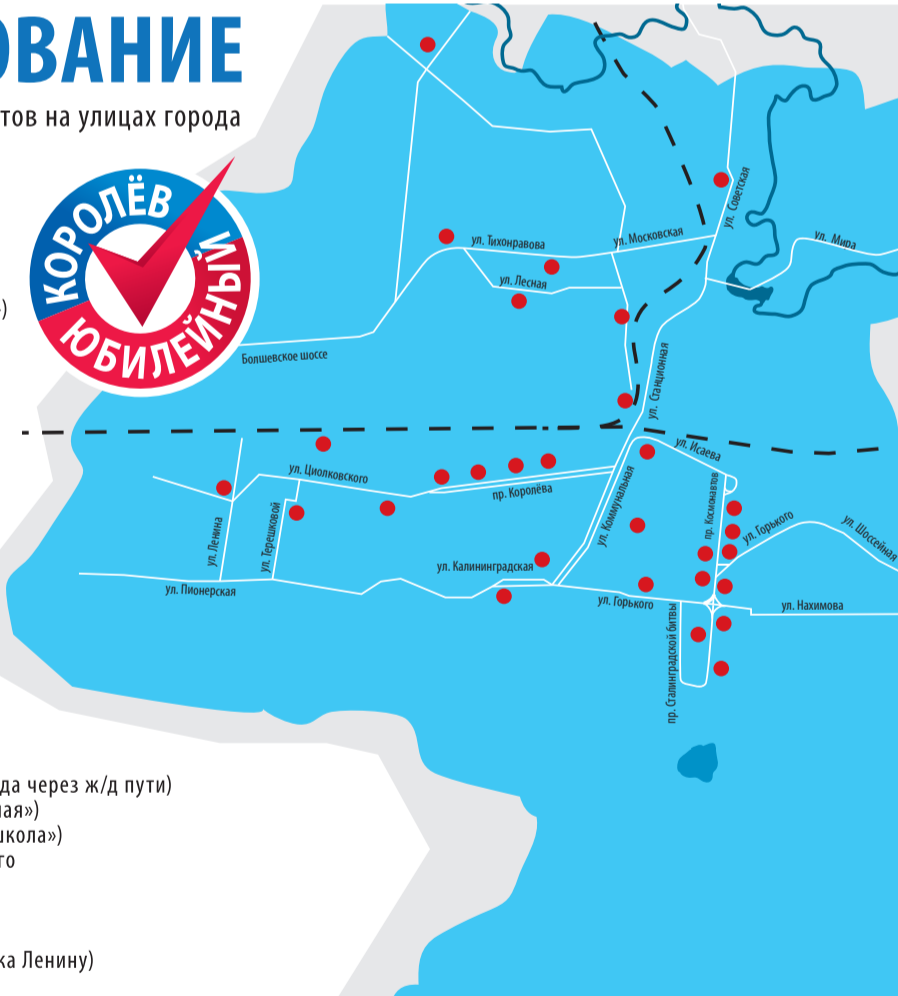 ОВАНИЕ
тов на улицах города
КОРОЛЁВ
ЮБИЛЕЙНЫЙ
ул. Советская
ул. Тихонравова
ул. Московская
ул. Мира
ул. Лесная
»)
Болшевское шоссе
ул. Станционная
ул. Исаева
ул. Циолковского
пр. Королёва
ул. Коммунальная
пр. Космонавтов
ул. Горького
ул. Шоссейная
ул. Ленина
ул. Терешковой
ул. Калининградская
ул. Пионерская
ул. Горького
ул. Нахимова
пр. Сталинградской битвы
да через ж/д пути)
ая»)
школа»)
го
ка Ленину)